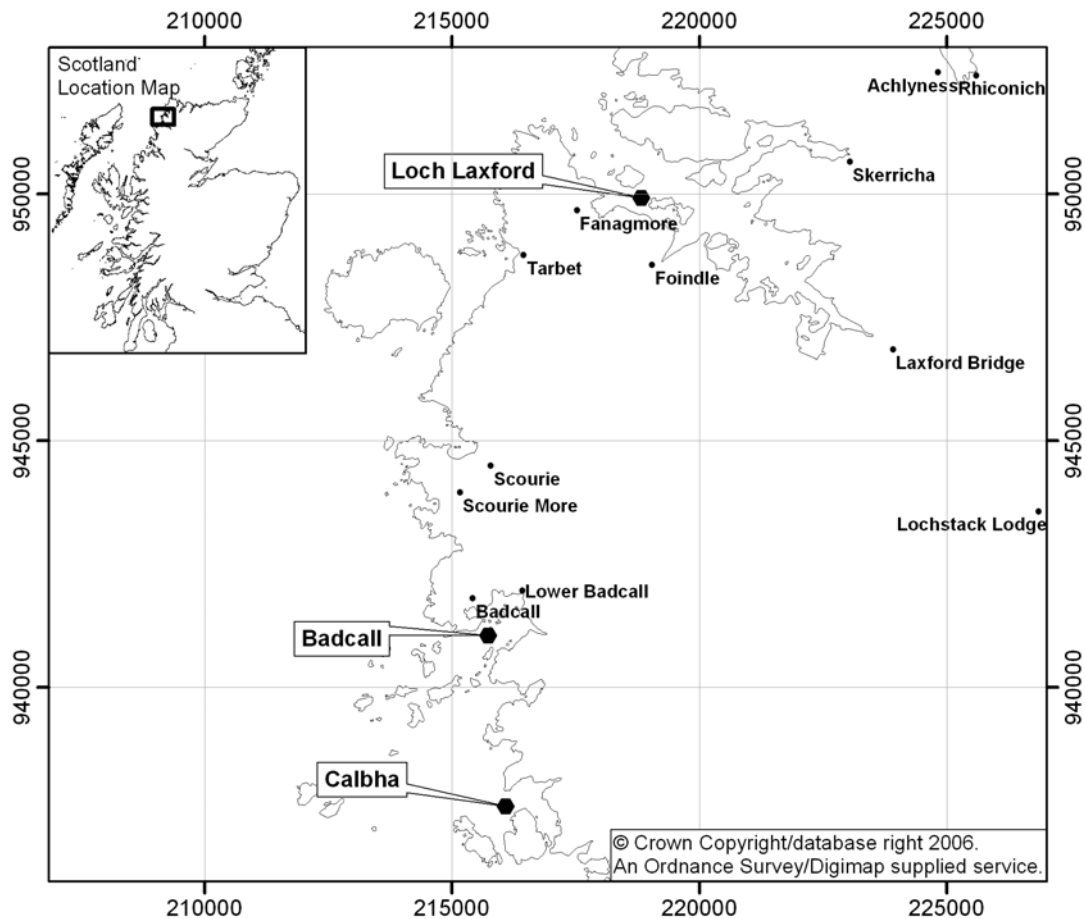 210000
215000
220000
225000
Scotland
Location Map
Achlyness
Rhiconich
Loch Laxford
Skerricha
950000
950000
Fanagmore
Tarbet
Foindle
Laxford Bridge
945000
945000
Scourie
Scourie More
Lochstack Lodge
Lower Badcall
Badcall
Badcall
940000
940000
Calbha
© Crown Copyright/database right 2006.
An Ordnance Survey/Digimap supplied service.
210000
215000
220000
225000